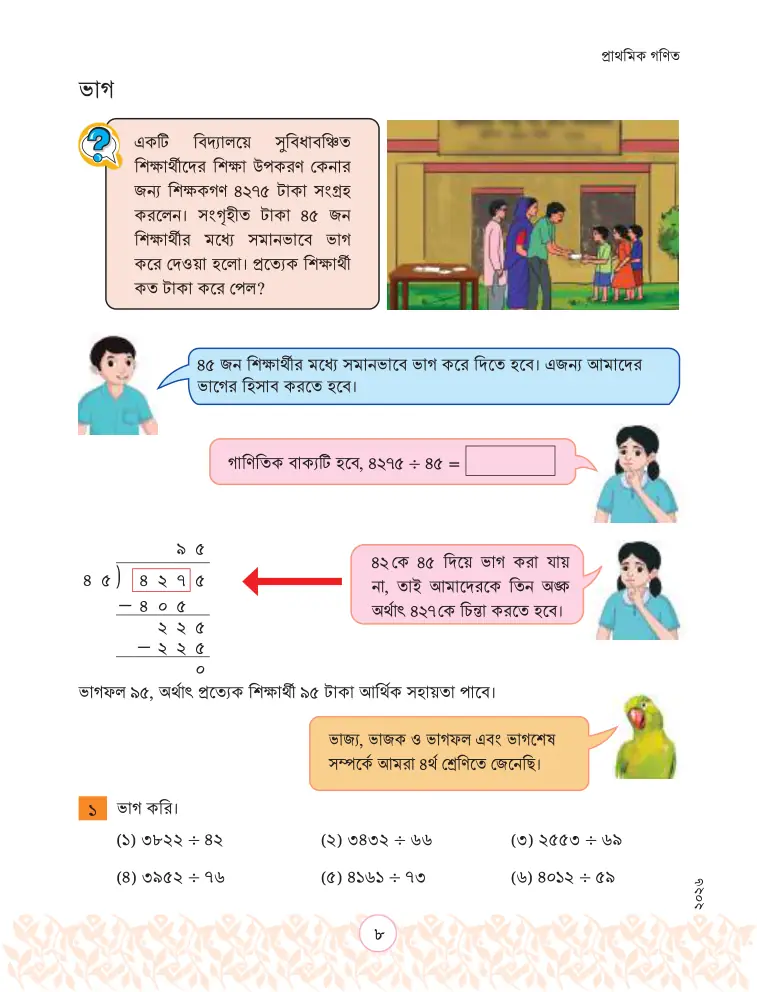 প্রাথমিক গণিত
ভাগ
একটি বিদ্যালয়ে সুবিধাবঞ্চিত
শিক্ষার্থীদের শিক্ষা উপকরণ কেনার
জন্য শিক্ষকগণ ৪২৭৫ টাকা সংগ্রহ
করলেন। সংগৃহীত টাকা ৪৫ জন
শিক্ষার্থীর মধ্যে সমানভাবে ভাগ
করে দেওয়া হলো। প্রত্যেক শিক্ষার্থী
কত টাকা করে পেল?
৪৫ জন শিক্ষার্থীর মধ্যে সমানভাবে ভাগ করে দিতে হবে। এজন্য আমাদের
ভাগের হিসাব করতে হবে।
গাণিতিক বাক্যটি হবে, ৪২৭৫ ÷ ৪৫ =
৯ ৫
৪ ৫ ) ৪ ২ ৭ ৫
− ৪ ০ ৫
২ ২ ৫
− ২ ২ ৫
০
৪২কে ৪৫ দিয়ে ভাগ করা যায়
না, তাই আমাদেরকে তিন অঙ্ক
অর্থাৎ ৪২৭কে চিন্তা করতে হবে।
ভাগফল ৯৫, অর্থাৎ প্রত্যেক শিক্ষার্থী ৯৫ টাকা আর্থিক সহায়তা পাবে।
ভাজ্য, ভাজক ও ভাগফল এবং ভাগশেষ
সম্পর্কে আমরা ৪র্থ শ্রেণিতে জেনেছি।
১ ভাগ করি।
(১) ৩৮২২ ÷ ৪২ (২) ৩৪৩২ ÷ ৬৬ (৩) ২৫৫৩ ÷ ৬৯
(৪) ৩৯৫২ ÷ ৭৬ (৫) ৪১৬১ ÷ ৭৩ (৬) ৪০১২ ÷ ৫৯
২০২৬
৮